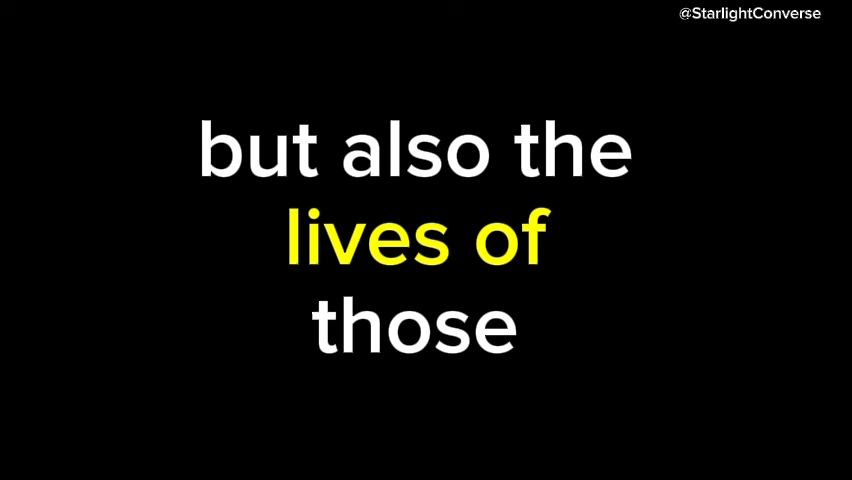 @StarlightConverse
but also the
lives of
those